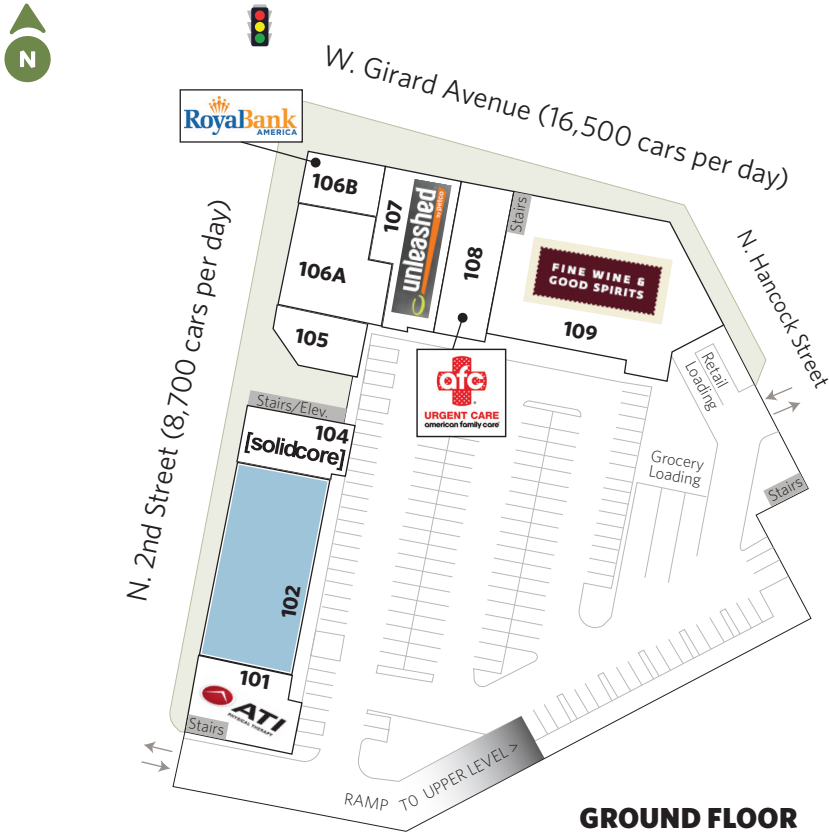 N
W. Girard Avenue (16,500 cars per day)
RoyalBank
AMERICA
106B
107
unleashed
by petco
108
Stairs
FINE WINE &
GOOD SPIRITS
109
N. Hancock Street
N. 2nd Street (8,700 cars per day)
106A
105
afc
URGENT CARE
american family care
Retail
Loading
Stairs/Elev.
104
[solidcore]
Grocery
Loading
Stairs
102
101
ATI
PHYSICAL THERAPY
Stairs
RAMP TO UPPER LEVEL >
GROUND FLOOR